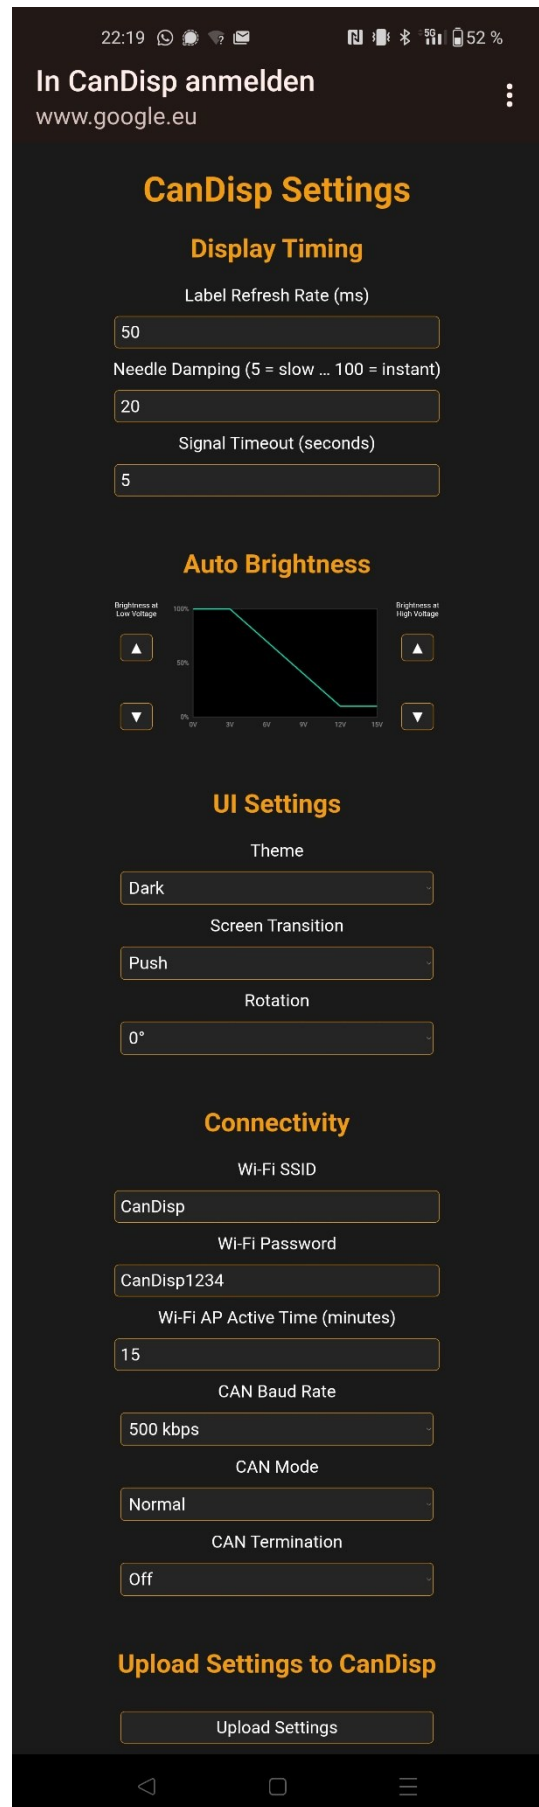 22:19
5G
52 %
In CanDisp anmelden
www.google.eu
CanDisp Settings
Display Timing
Label Refresh Rate (ms)
50
Needle Damping (5 = slow ... 100 = instant)
20
Signal Timeout (seconds)
5
Auto Brightness
Brightness at
Low Voltage
100%
50%
0%
0V 3V 6V 9V 12V 15V
Brightness at
High Voltage
UI Settings
Theme
Dark
Screen Transition
Push
Rotation
0°
Connectivity
Wi-Fi SSID
CanDisp
Wi-Fi Password
CanDisp1234
Wi-Fi AP Active Time (minutes)
15
CAN Baud Rate
500 kbps
CAN Mode
Normal
CAN Termination
Off
Upload Settings to CanDisp
Upload Settings